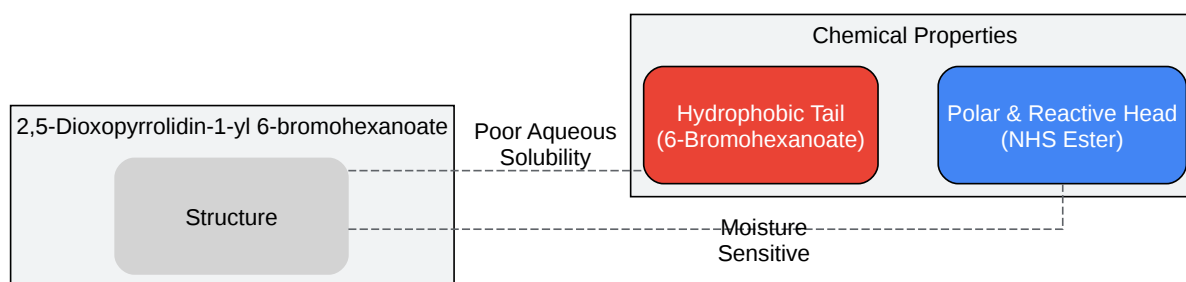 2,5-Dioxopyrrolidin-1-yl 6-bromohexanoate
Structure
Poor Aqueous
Solubility
Moisture
Sensitive
Chemical Properties
Hydrophobic Tail
(6-Bromohexanoate)
Polar & Reactive Head
(NHS Ester)